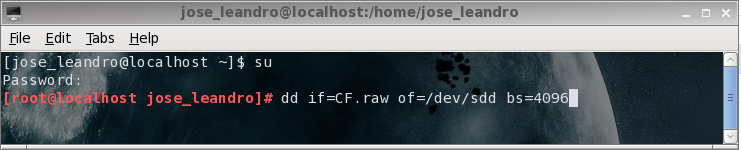 jose_leandro@localhost:/home/jose_leandro
File Edit Tabs Help
[jose_leandro@localhost ~]$ su
Password:
[root@localhost jose_leandro]# dd if=CF.raw of=/dev/sdd bs=4096